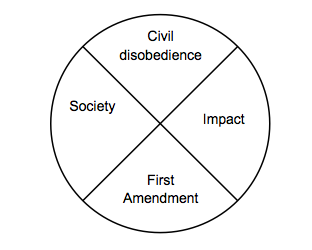 Civil
disobedience
Society
Impact
First
Amendment